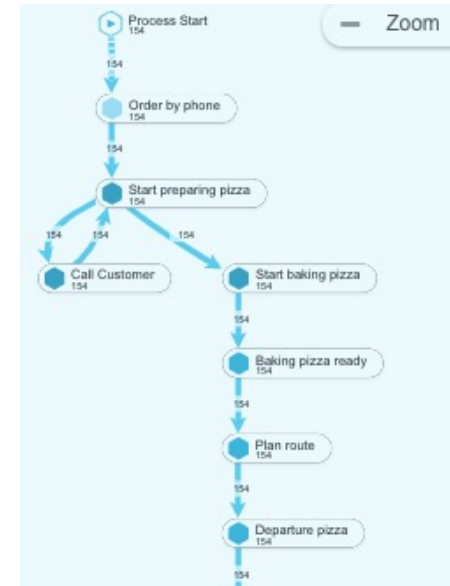 Process Start
154
Zoom
154
Order by phone
154
154
Start preparing pizza
154
154
154
154
Call Customer
154
Start baking pizza
154
154
Baking pizza ready
154
154
Plan route
154
154
Departure pizza
154
154